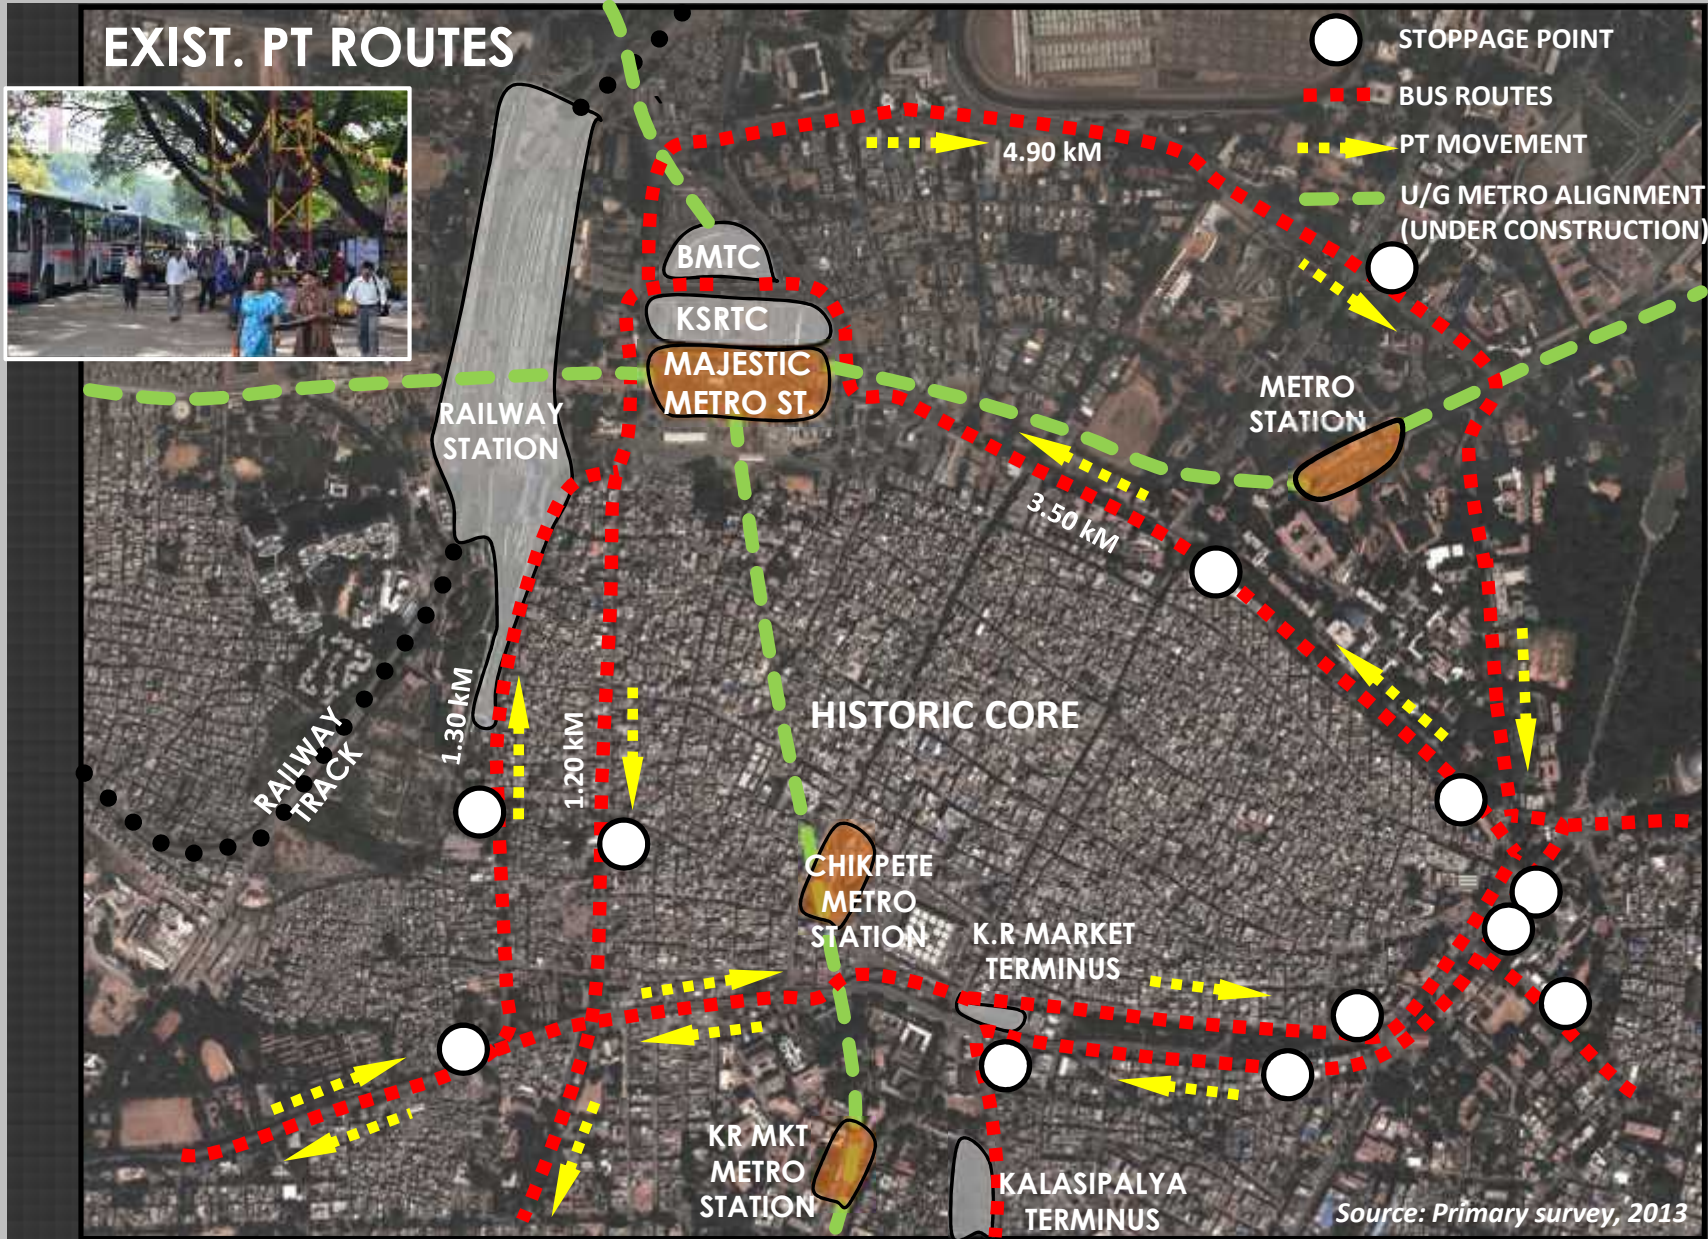 EXIST. PT ROUTES
STOPPAGE POINT
BUS ROUTES
PT MOVEMENT
U/G METRO ALIGNMENT
(UNDER CONSTRUCTION)
4.90 kM
BMTC
KSRTC
MAJESTIC
METRO ST.
METRO
STATION
RAILWAY
STATION
3.50 kM
1.30 kM
1.20 kM
HISTORIC CORE
RAILWAY
TRACK
CHIKPETE
METRO
STATION
K.R MARKET
TERMINUS
KR MKT
METRO
STATION
KALASIPALYA
TERMINUS
Source: Primary survey, 2013